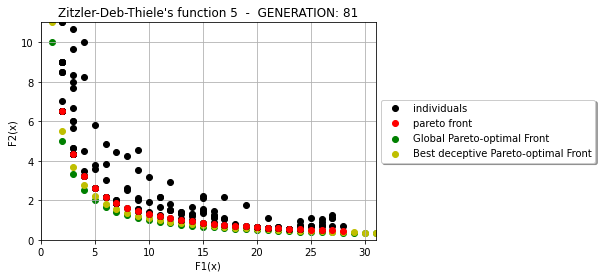 Zitzler-Deb-Thiele's function 5 - GENERATION: 81
10
8
6
4
2
0
F2(x)
0 5 10 15 20 25 30
F1(x)
individuals
pareto front
Global Pareto-optimal Front
Best deceptive Pareto-optimal Front